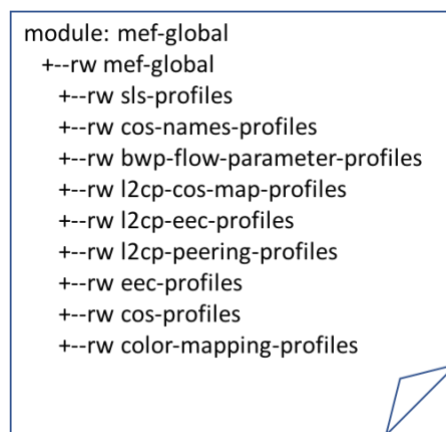 module: mef-global
+--rw mef-global
+--rw sls-profiles
+--rw cos-names-profiles
+--rw bwp-flow-parameter-profiles
+--rw l2cp-cos-map-profiles
+--rw l2cp-eec-profiles
+--rw l2cp-peering-profiles
+--rw eec-profiles
+--rw cos-profiles
+--rw color-mapping-profiles